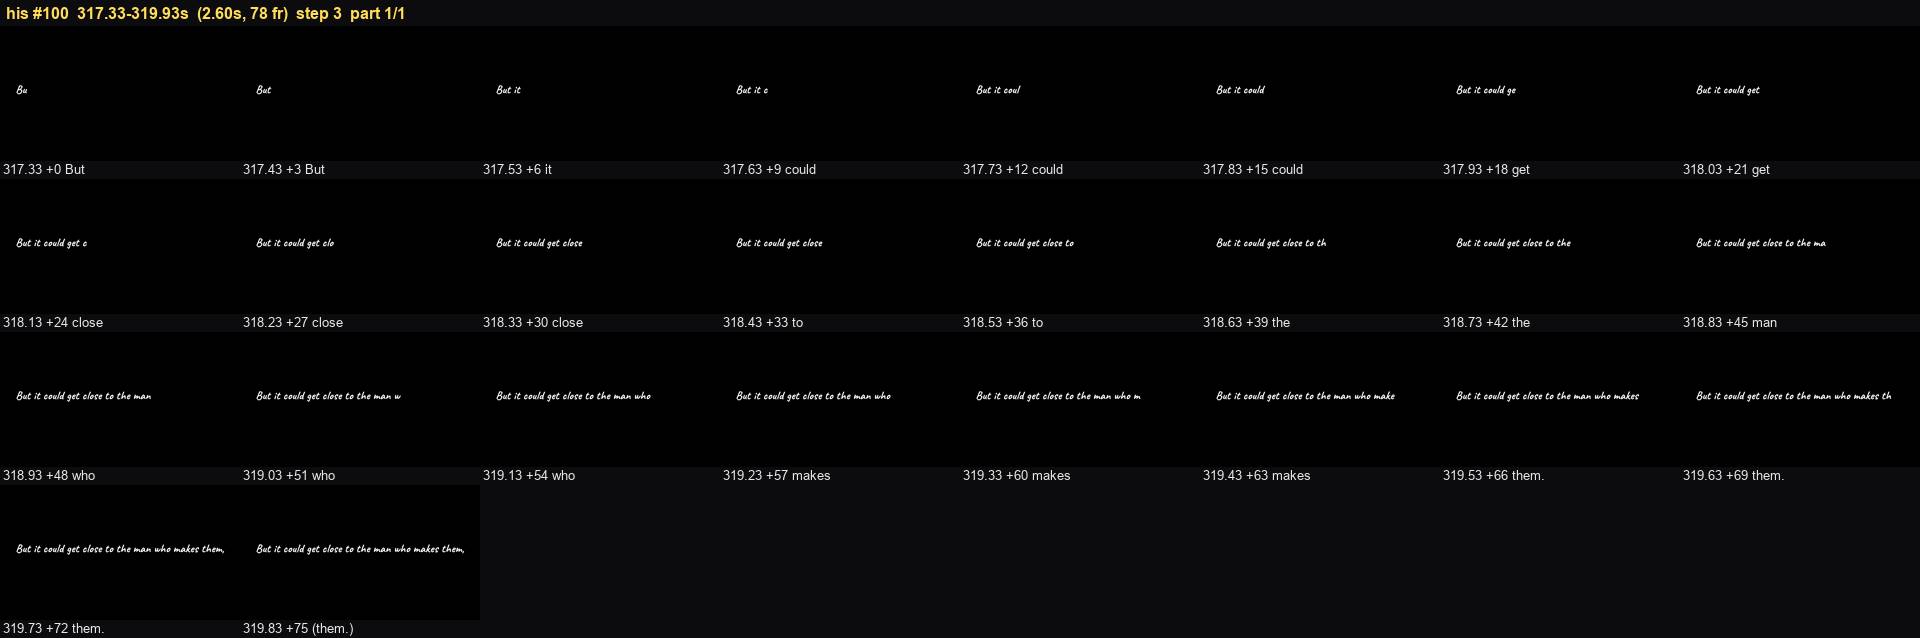 his #100 317.33-319.93s (2.60s, 78 fr) step 3 part 1/1
Bu
But
But it
But it c
But it coul
But it could
But it could ge
But it could get
317.33 +0 But
317.43 +3 But
317.53 +6 it
317.63 +9 could
317.73 +12 could
317.83 +15 could
317.93 +18 get
318.03 +21 get
But it could get c
But it could get clo
But it could get close
But it could get close
But it could get close to
But it could get close to th
But it could get close to the
But it could get close to the ma
318.13 +24 close
318.23 +27 close
318.33 +30 close
318.43 +33 to
318.53 +36 to
318.63 +39 the
318.73 +42 the
318.83 +45 man
But it could get close to the man
But it could get close to the man w
But it could get close to the man who
But it could get close to the man who
But it could get close to the man who m
But it could get close to the man who make
But it could get close to the man who makes
But it could get close to the man who makes th
318.93 +48 who
319.03 +51 who
319.13 +54 who
319.23 +57 makes
319.33 +60 makes
319.43 +63 makes
319.53 +66 them.
319.63 +69 them.
But it could get close to the man who makes them,
But it could get close to the man who makes them,
319.73 +72 them.
319.83 +75 (them.)